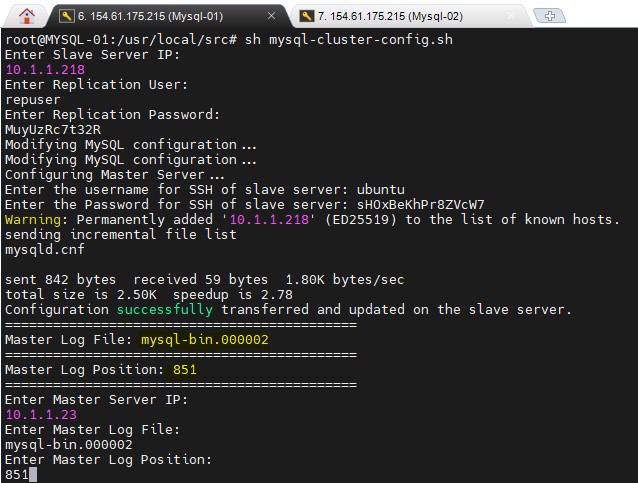 6. 154.61.175.215 (Mysql-01)
7. 154.61.175.215 (Mysql-02)
root@MYSQL-01:/usr/local/src# sh mysql-cluster-config.sh
Enter Slave Server IP:
10.1.1.218
Enter Replication User:
repuser
Enter Replication Password:
MuyUzRc7t32R
Modifying MySQL configuration...
Modifying MySQL configuration...
Configuring Master Server...
Enter the username for SSH of slave server: ubuntu
Enter the Password for SSH of slave server: sHOxBeKhPr8ZVcW7
Warning: Permanently added '10.1.1.218' (ED25519) to the list of known hosts.
sending incremental file list
mysqld.cnf
sent 842 bytes  received 59 bytes  1.80K bytes/sec
total size is 2.50K  speedup is 2.78
Configuration successfully transferred and updated on the slave server.
===========================================
Master Log File: mysql-bin.000002
===========================================
Master Log Position: 851
===========================================
Enter Master Server IP:
10.1.1.23
Enter Master Log File:
mysql-bin.000002
Enter Master Log Position:
851